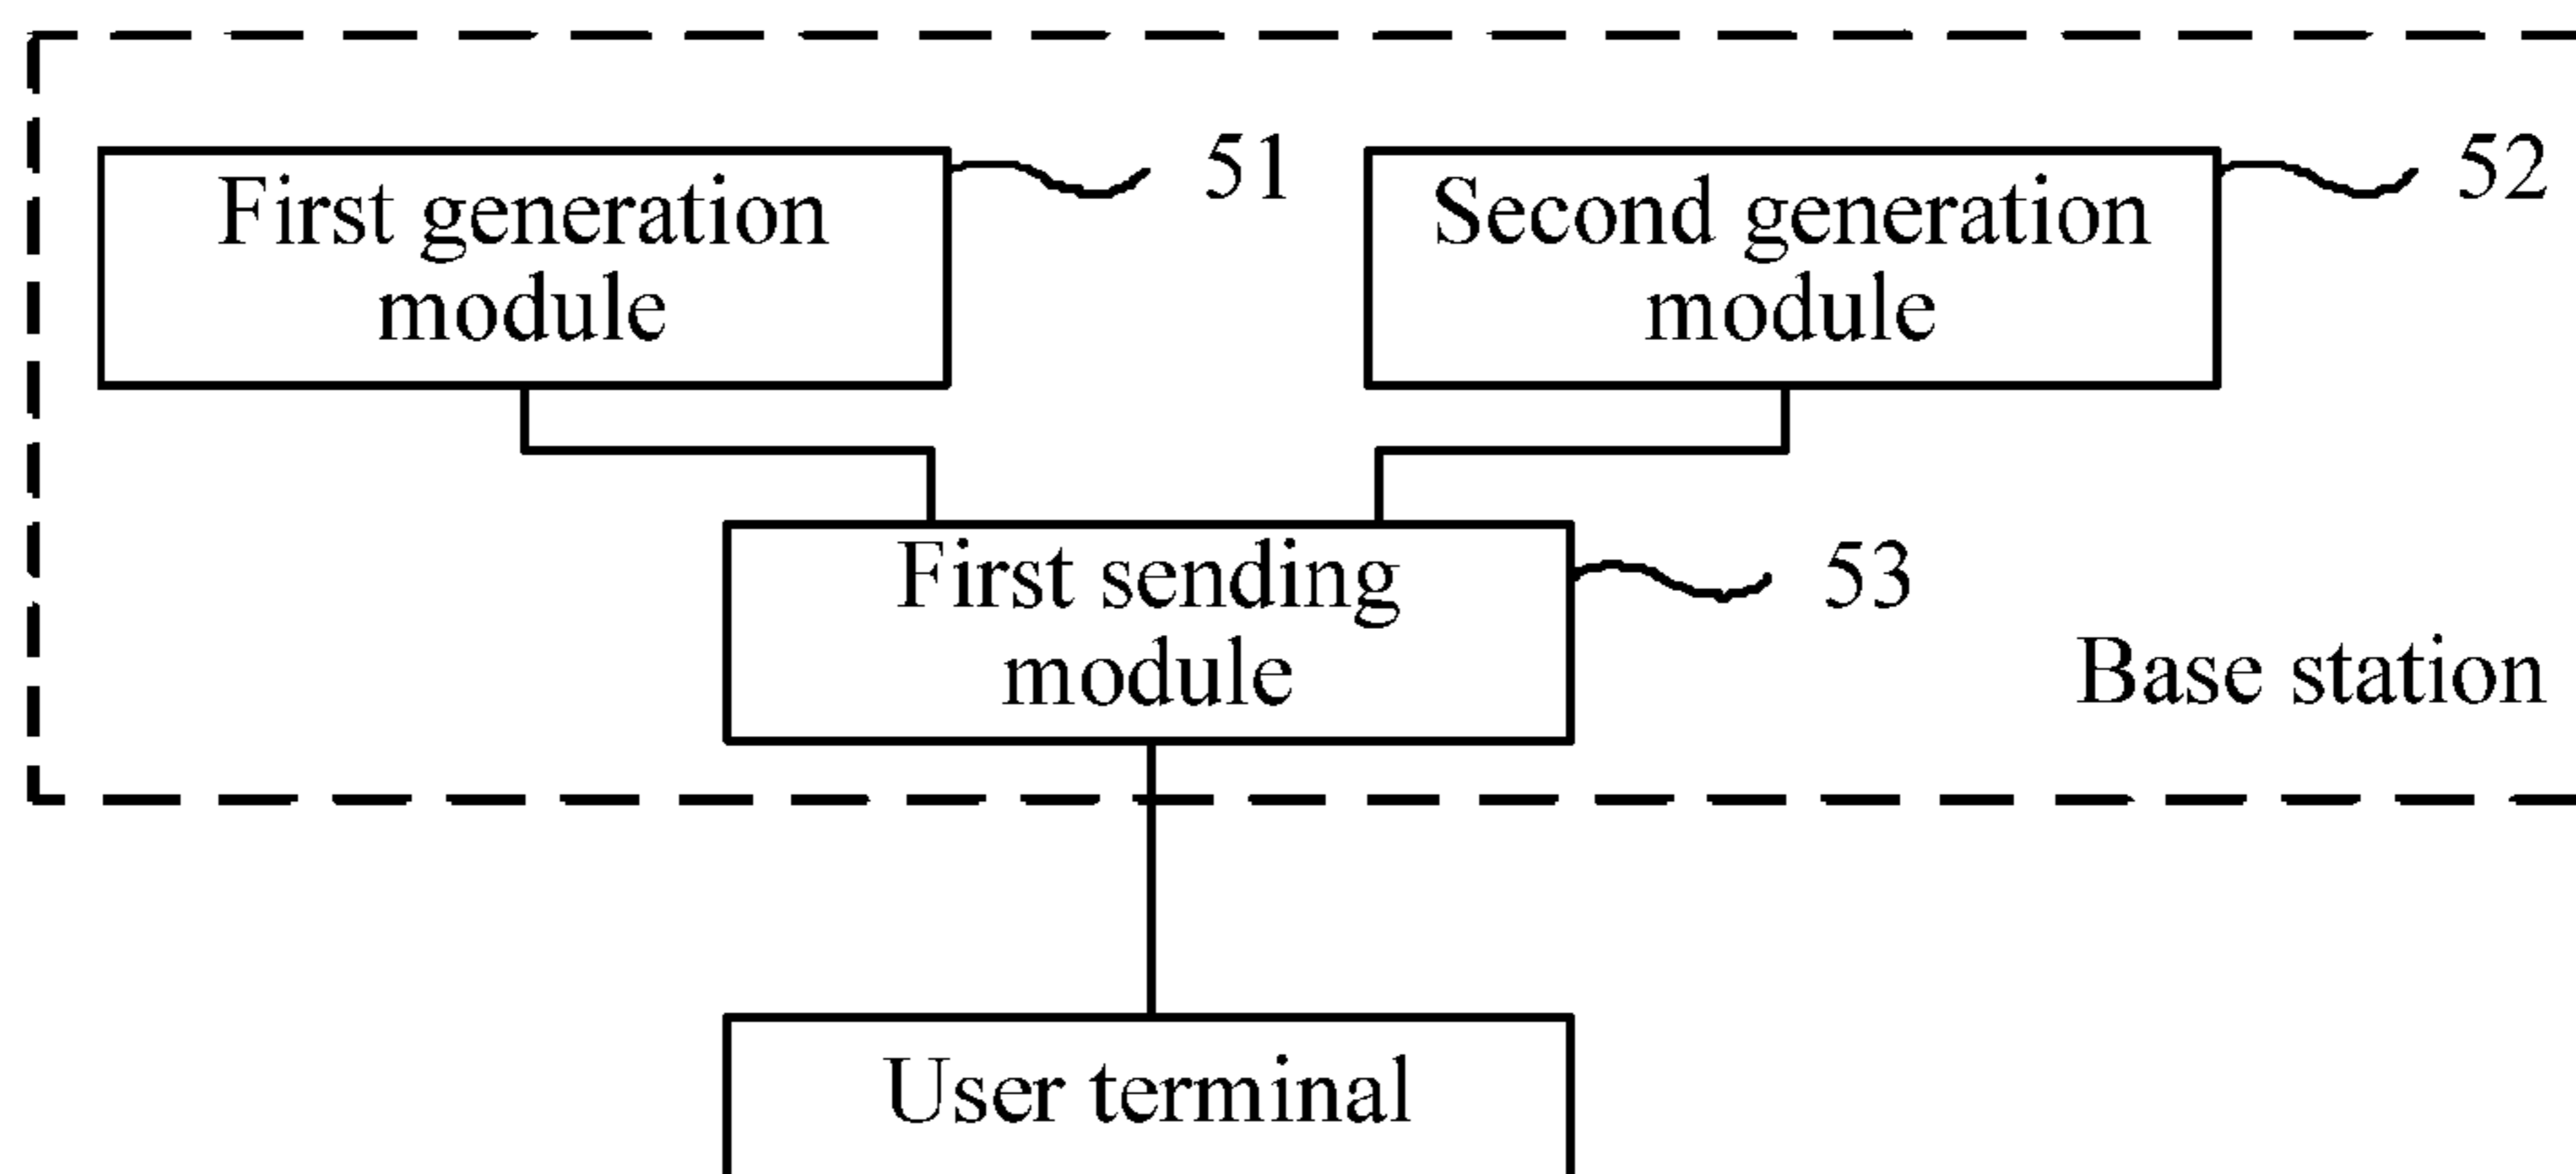 First generation
module
51
Second generation
module
52
First sending
module
53
Base station
User terminal